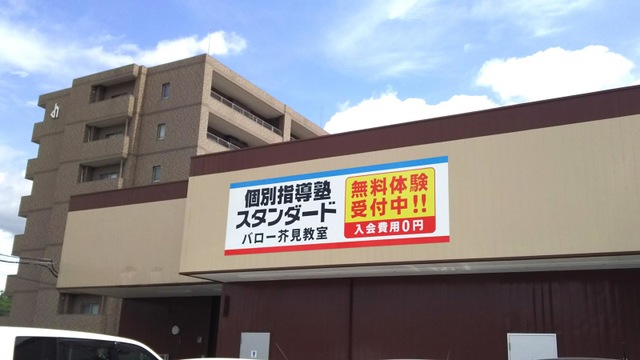 個別指導塾
スタンダード
バロー芥見教室
無料体験
受付中!!
入会費用0円